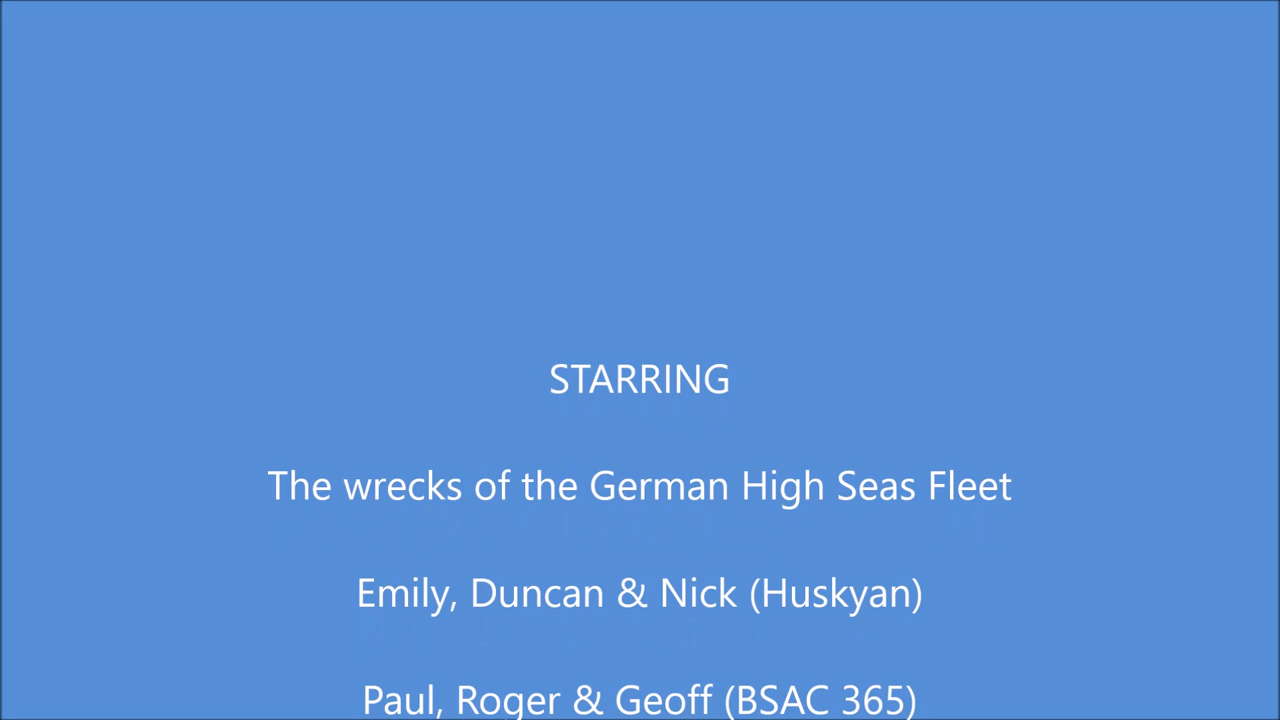 STARRING
The wrecks of the German High Seas Fleet
Emily, Duncan & Nick (Huskyan)
Paul, Roger & Geoff (BSAC 365)